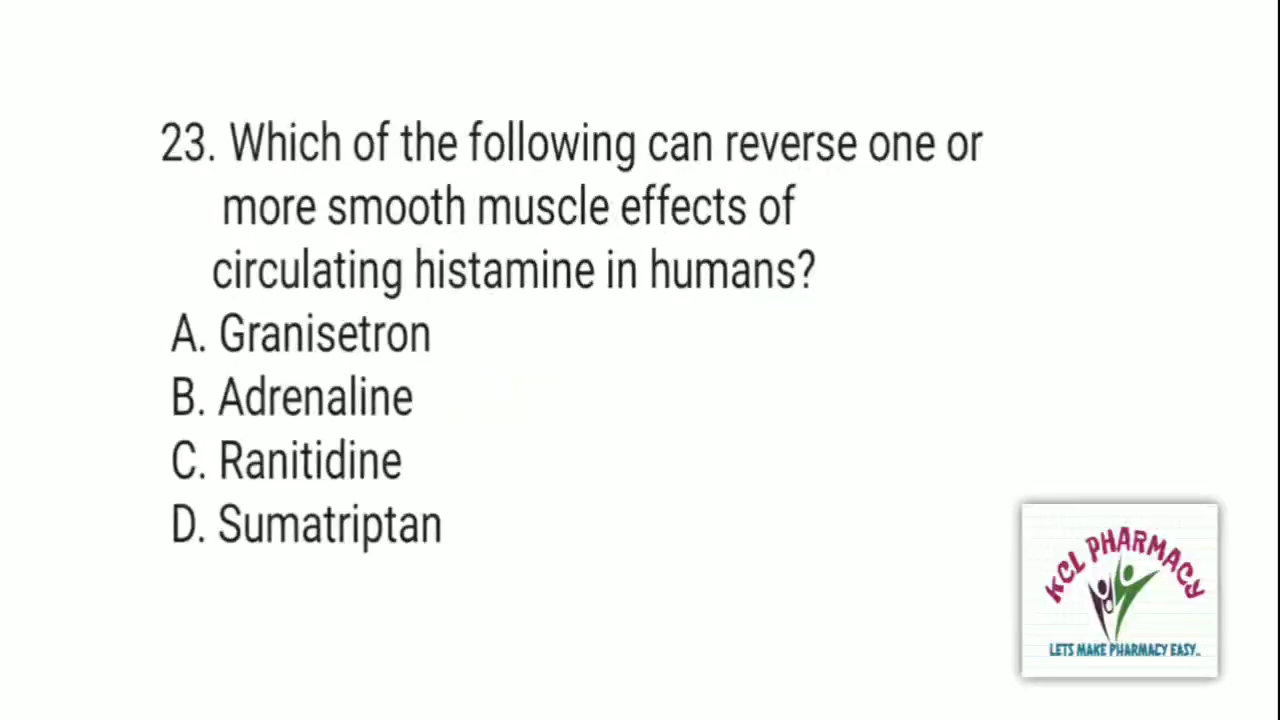 23. Which of the following can reverse one or
more smooth muscle effects of
circulating histamine in humans?
A. Granisetron
B. Adrenaline
C. Ranitidine
D. Sumatriptan
KCL PHARMACY
LETS MAKE PHARMACY EASY..